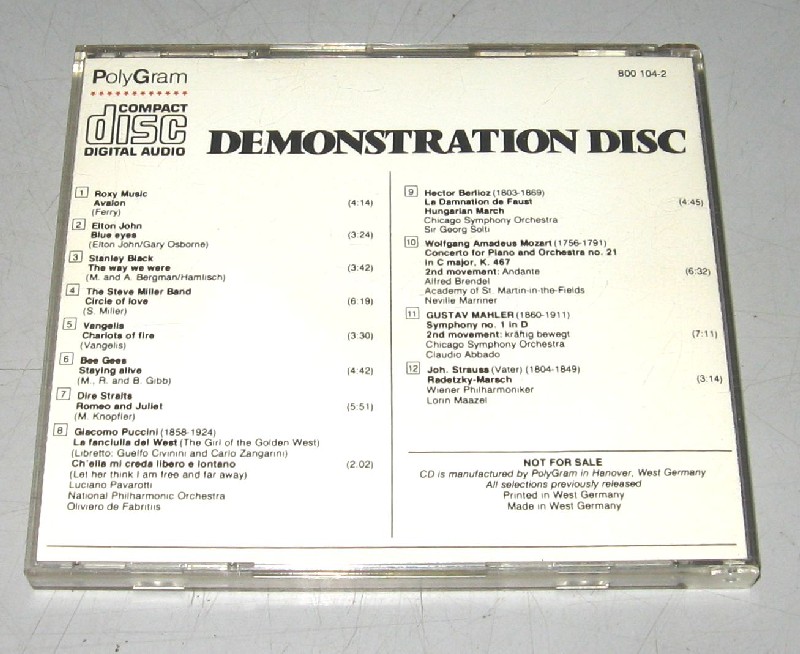 PolyGram
800 104-2
COMPACT
disc
DIGITAL AUDIO
DEMONSTRATION DISC
1 Roxy Music
Avalon (4:14)
(Ferry)
2 Elton John
Blue eyes (3:24)
(Elton John/Gary Osborne)
3 Stanley Black
The way we were (3:42)
(M. and A. Bergman/Hamlisch)
4 The Steve Miller Band
Circle of love (6:19)
(S. Miller)
5 Vangelis
Chariots of fire (3:30)
(Vangelis)
6 Bee Gees
Staying alive (4:42)
(M., R. and B. Gibb)
7 Dire Straits
Romeo and Juliet (5:51)
(M. Knopfler)
8 Giacomo Puccini (1858-1924)
La fanciulla del West (The Girl of the Golden West)
(Libretto: Guelfo Civinini and Carlo Zangarini)
Ch'ella mi creda libero e lontano (2.02)
(Let her think I am free and far away)
Luciano Pavarotti
National Philharmonic Orchestra
Oliviero de Fabritiis
9 Hector Berlioz (1803-1869)
La Damnation de Faust (4:45)
Hungarian March
Chicago Symphony Orchestra
Sir Georg Solti
10 Wolfgang Amadeus Mozart (1756-1791)
Concerto for Piano and Orchestra no. 21
in C major, K. 467
2nd movement: Andante (6:32)
Alfred Brendel
Academy of St. Martin-in-the-Fields
Neville Marriner
11 GUSTAV MAHLER (1860-1911)
Symphony no. 1 in D
2nd movement: kräftig bewegt (7:11)
Chicago Symphony Orchestra
Claudio Abbado
12 Joh. Strauss (Vater) (1804-1849)
Radetzky-Marsch (3:14)
Wiener Philharmoniker
Lorin Maazel
NOT FOR SALE
CD is manufactured by PolyGram in Hanover, West Germany
All selections previously released
Printed in West Germany
Made in West Germany